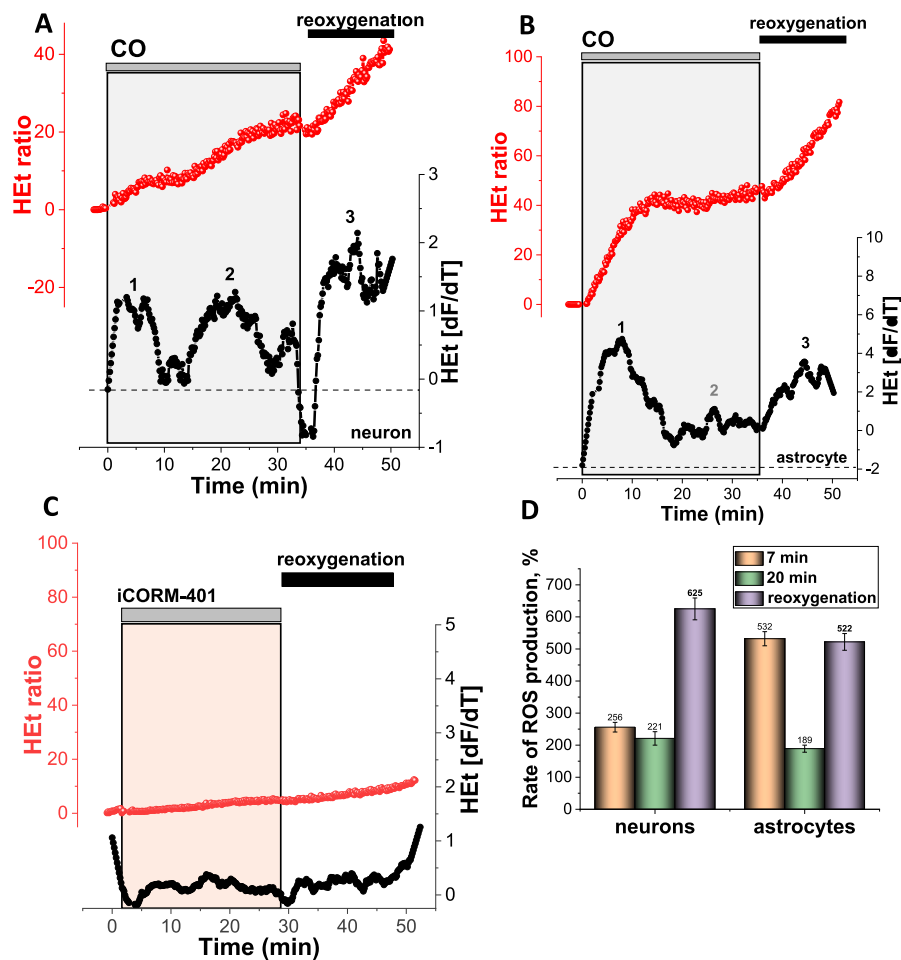 A
reoxygenation
CO
40
20
0
-20
HEt ratio
3
2
1
0
-1
HEt [dF/dT]
1
2
3
neuron
0
10
20
30
40
50
Time (min)
B
reoxygenation
CO
100
80
60
40
20
0
HEt ratio
10
8
6
4
2
0
-2
HEt [dF/dT]
1
2
3
astrocyte
0
10
20
30
40
50
Time (min)
C
reoxygenation
iCORM-401
100
80
60
40
20
0
HEt ratio
5
4
3
2
1
0
HEt [dF/dT]
0
10
20
30
40
50
Time (min)
D
7 min
20 min
reoxygenation
700
600
500
400
300
200
100
0
Rate of ROS production, %
256
221
625
532
189
522
neurons
astrocytes